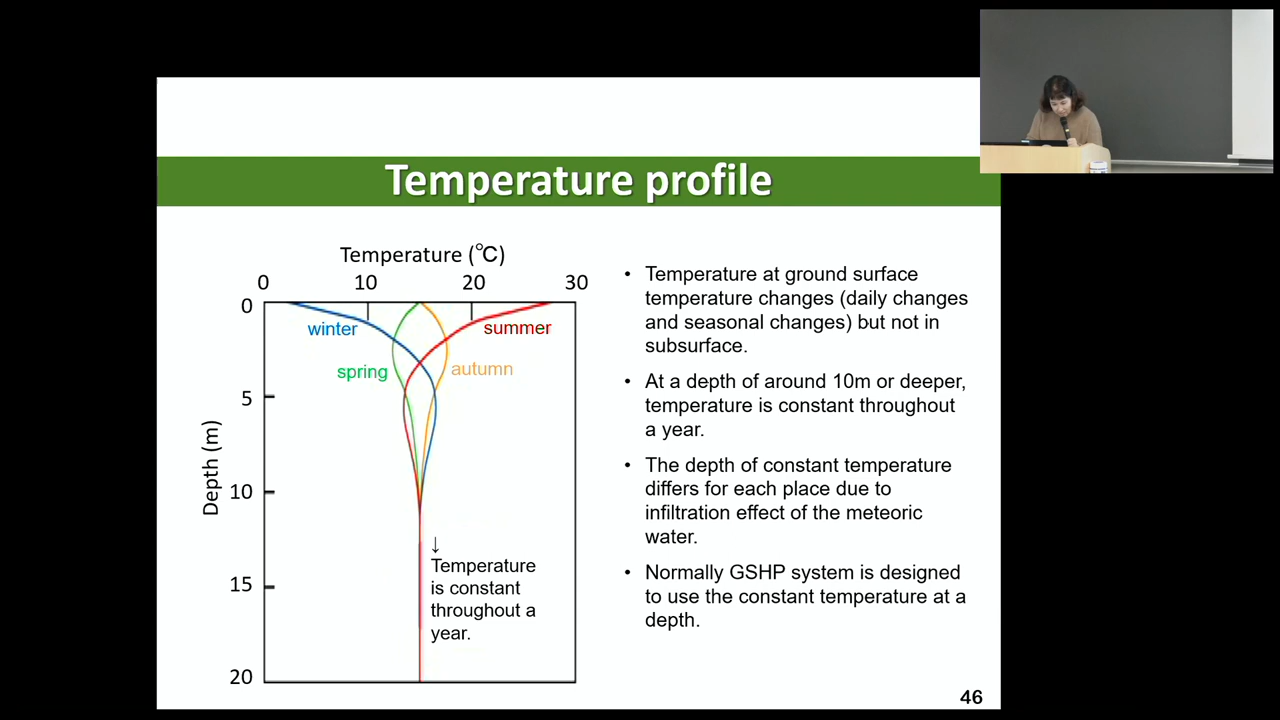 Temperature profile
Temperature (℃)
0 10 20 30
0
winter
summer
spring
autumn
5
Depth (m)
10
↓
Temperature
is constant
throughout a
year.
15
20
• Temperature at ground surface
temperature changes (daily changes
and seasonal changes) but not in
subsurface.
• At a depth of around 10m or deeper,
temperature is constant throughout
a year.
• The depth of constant temperature
differs for each place due to
infiltration effect of the meteoric
water.
• Normally GSHP system is designed
to use the constant temperature at a
depth.
46